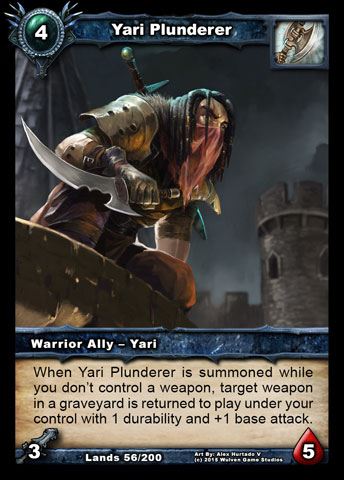 4
Yari Plunderer
Warrior Ally – Yari
When Yari Plunderer is summoned while
you don't control a weapon, target weapon
in a graveyard is returned to play under your
control with 1 durability and +1 base attack.
3
Lands 56/200
Art By: Alex Hurtado V
(c) 2015 Wulven Game Studios
5